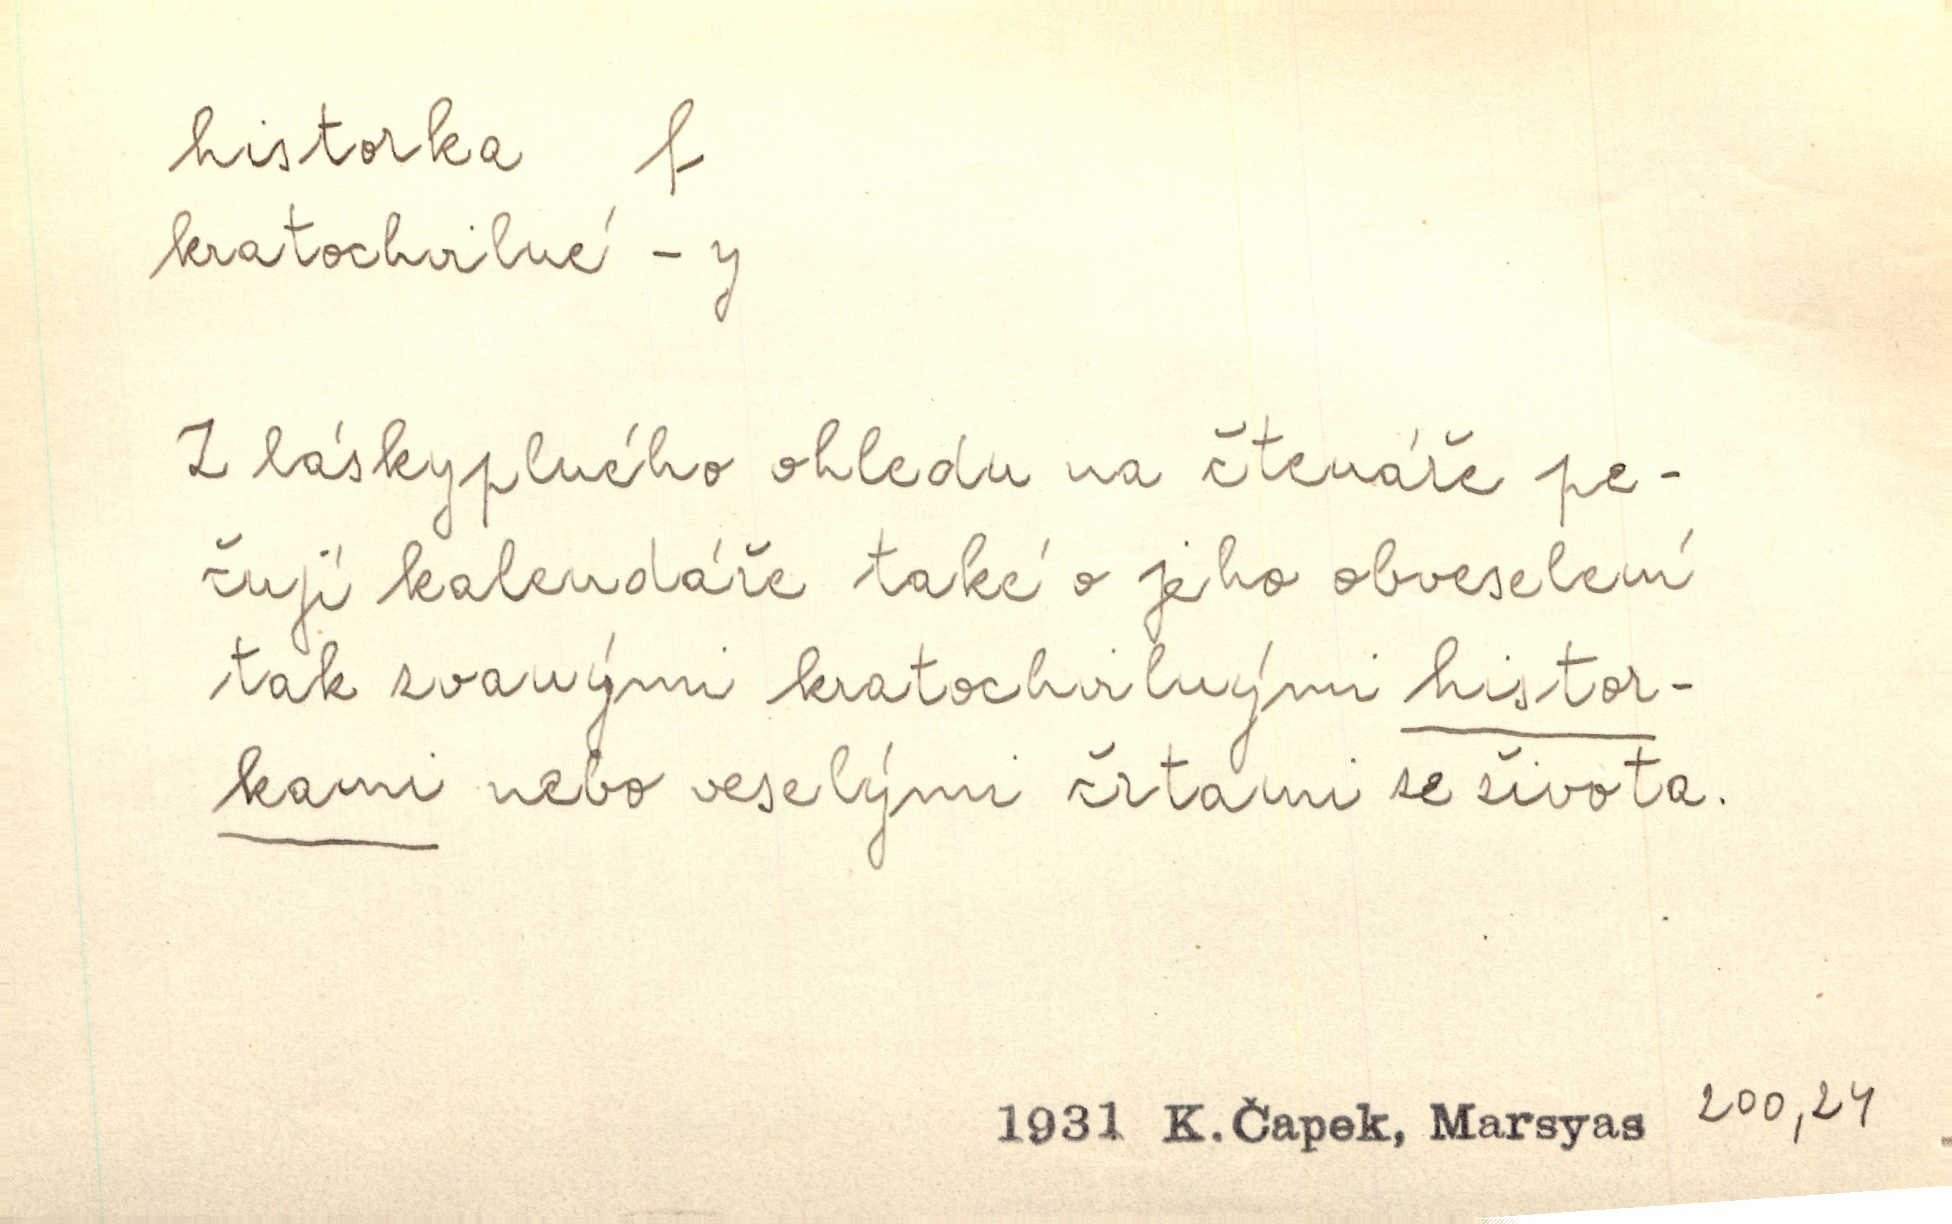 historka f
kratochvilné - y
Z láskyplného ohledu na čtenáře pe-
čují kalendáře také o jeho obveselení
tak zvanými kratochvilnými histor-
kami nebo veselými črtami ze života.
1931 K. Čapek, Marsyas 200,24